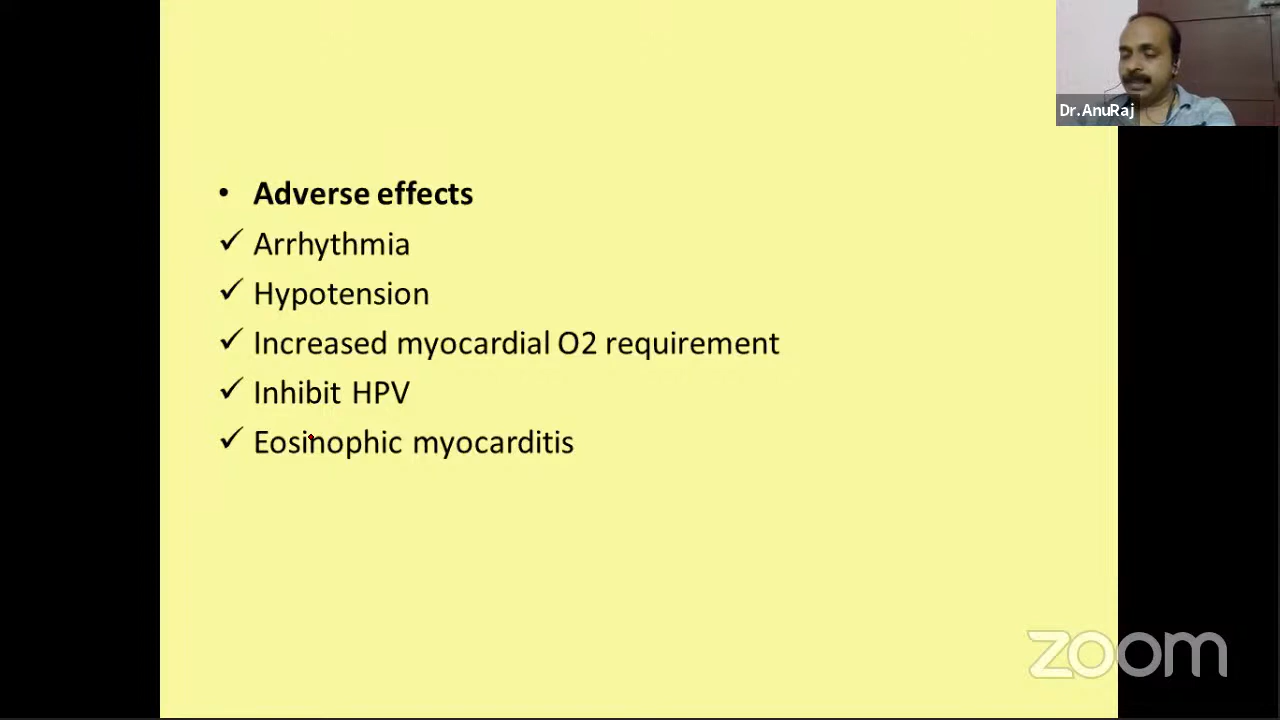 Dr.AnuRaj
• Adverse effects
✓ Arrhythmia
✓ Hypotension
✓ Increased myocardial O2 requirement
✓ Inhibit HPV
✓ Eosinophic myocarditis
zoom